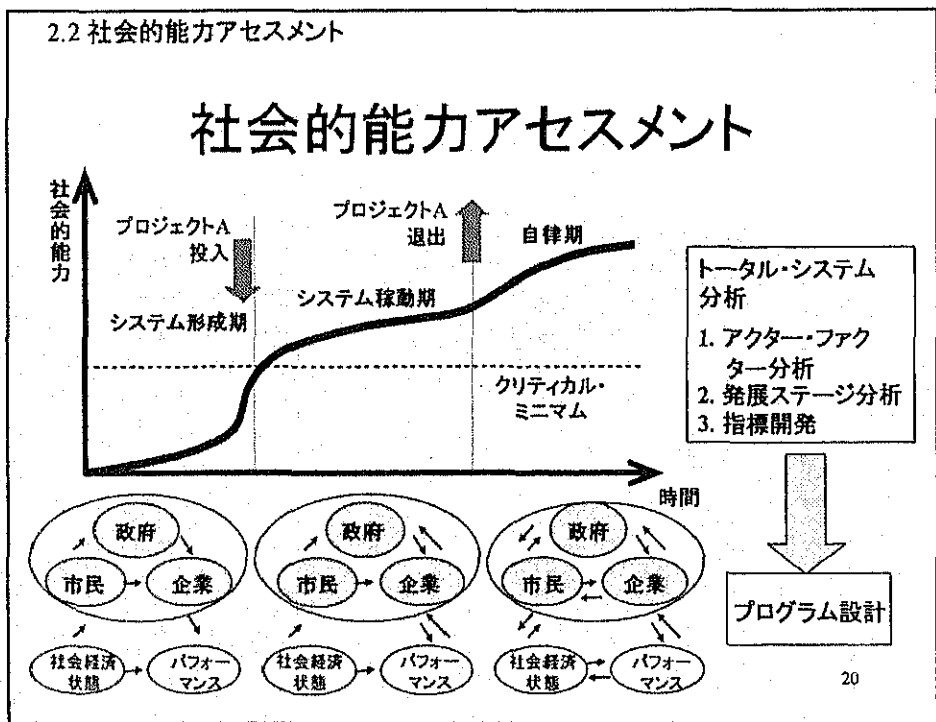 2.2 社会的能力アセスメント
社会的能力アセスメント
社会的能力
プロジェクトA
投入
プロジェクトA
退出
自律期
システム稼動期
システム形成期
クリティカル・
ミニマム
時間
トータル・システム
分析
1. アクター・ファク
ター分析
2. 発展ステージ分析
3. 指標開発
プログラム設計
政府
市民
企業
社会経済
状態
パフォー
マンス
政府
市民
企業
社会経済
状態
パフォー
マンス
政府
市民
企業
社会経済
状態
パフォー
マンス
20